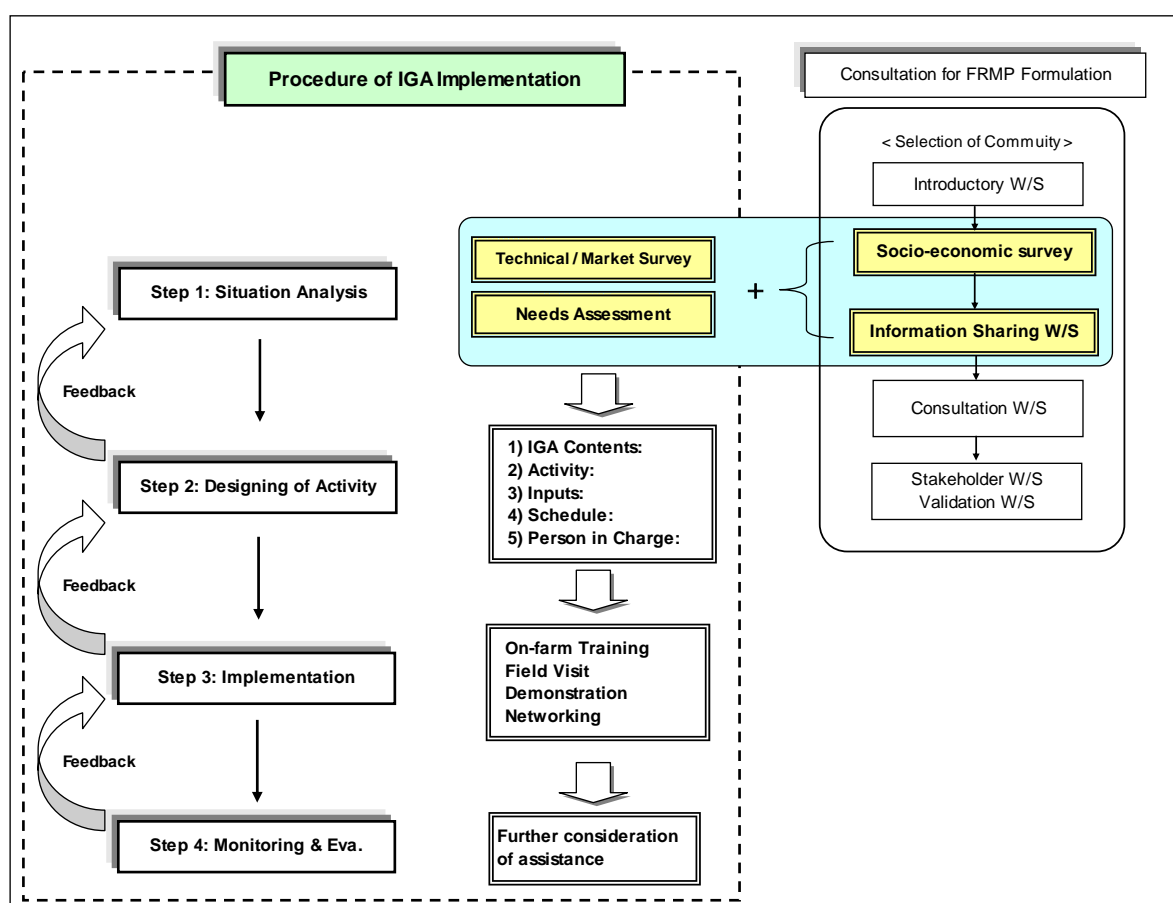 Procedure of IGA Implementation
Consultation for FRMP Formulation
< Selection of Commuity >
Introductory W/S
Socio-economic survey
Information Sharing W/S
Consultation W/S
Stakeholder W/S
Validation W/S
Technical / Market Survey
Needs Assessment
+
Step 1: Situation Analysis
Feedback
Step 2: Designing of Activity
1) IGA Contents:
2) Activity:
3) Inputs:
4) Schedule:
5) Person in Charge:
Feedback
Step 3: Implementation
On-farm Training
Field Visit
Demonstration
Networking
Feedback
Step 4: Monitoring & Eva.
Further consideration
of assistance